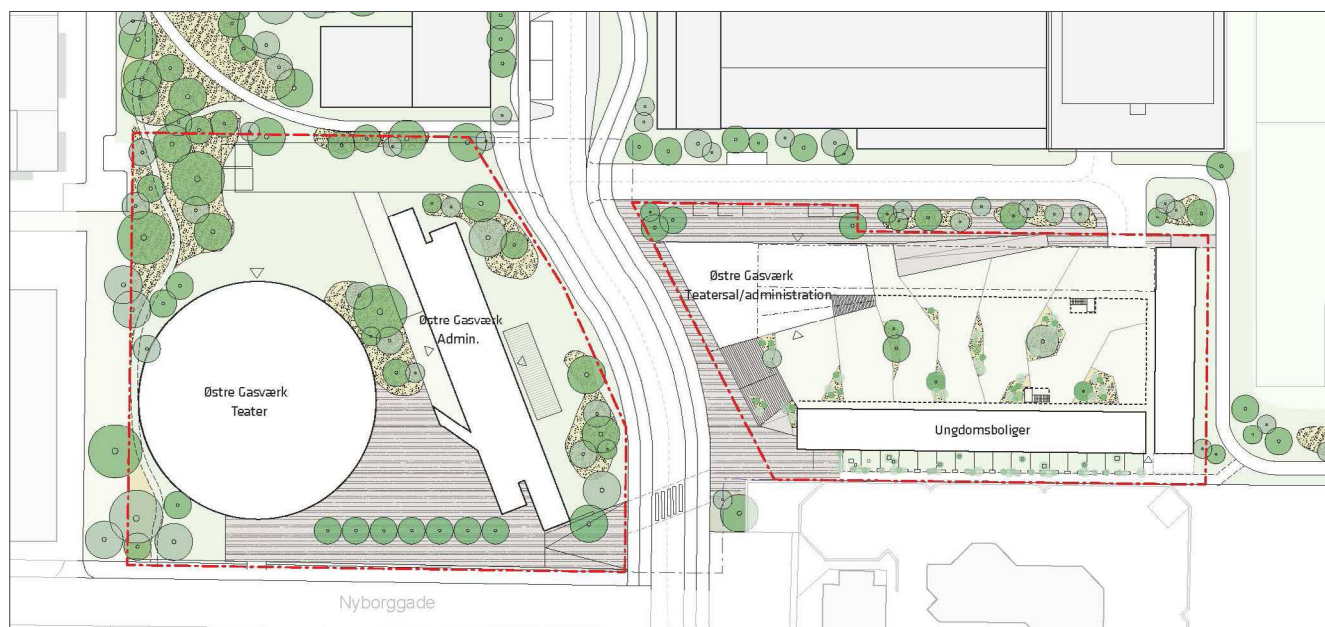 Østre Gasværk
Teater
Østre Gasværk
Admin.
Østre Gasværk
Teatersal/administration
Ungdomsboliger
Nyborggade